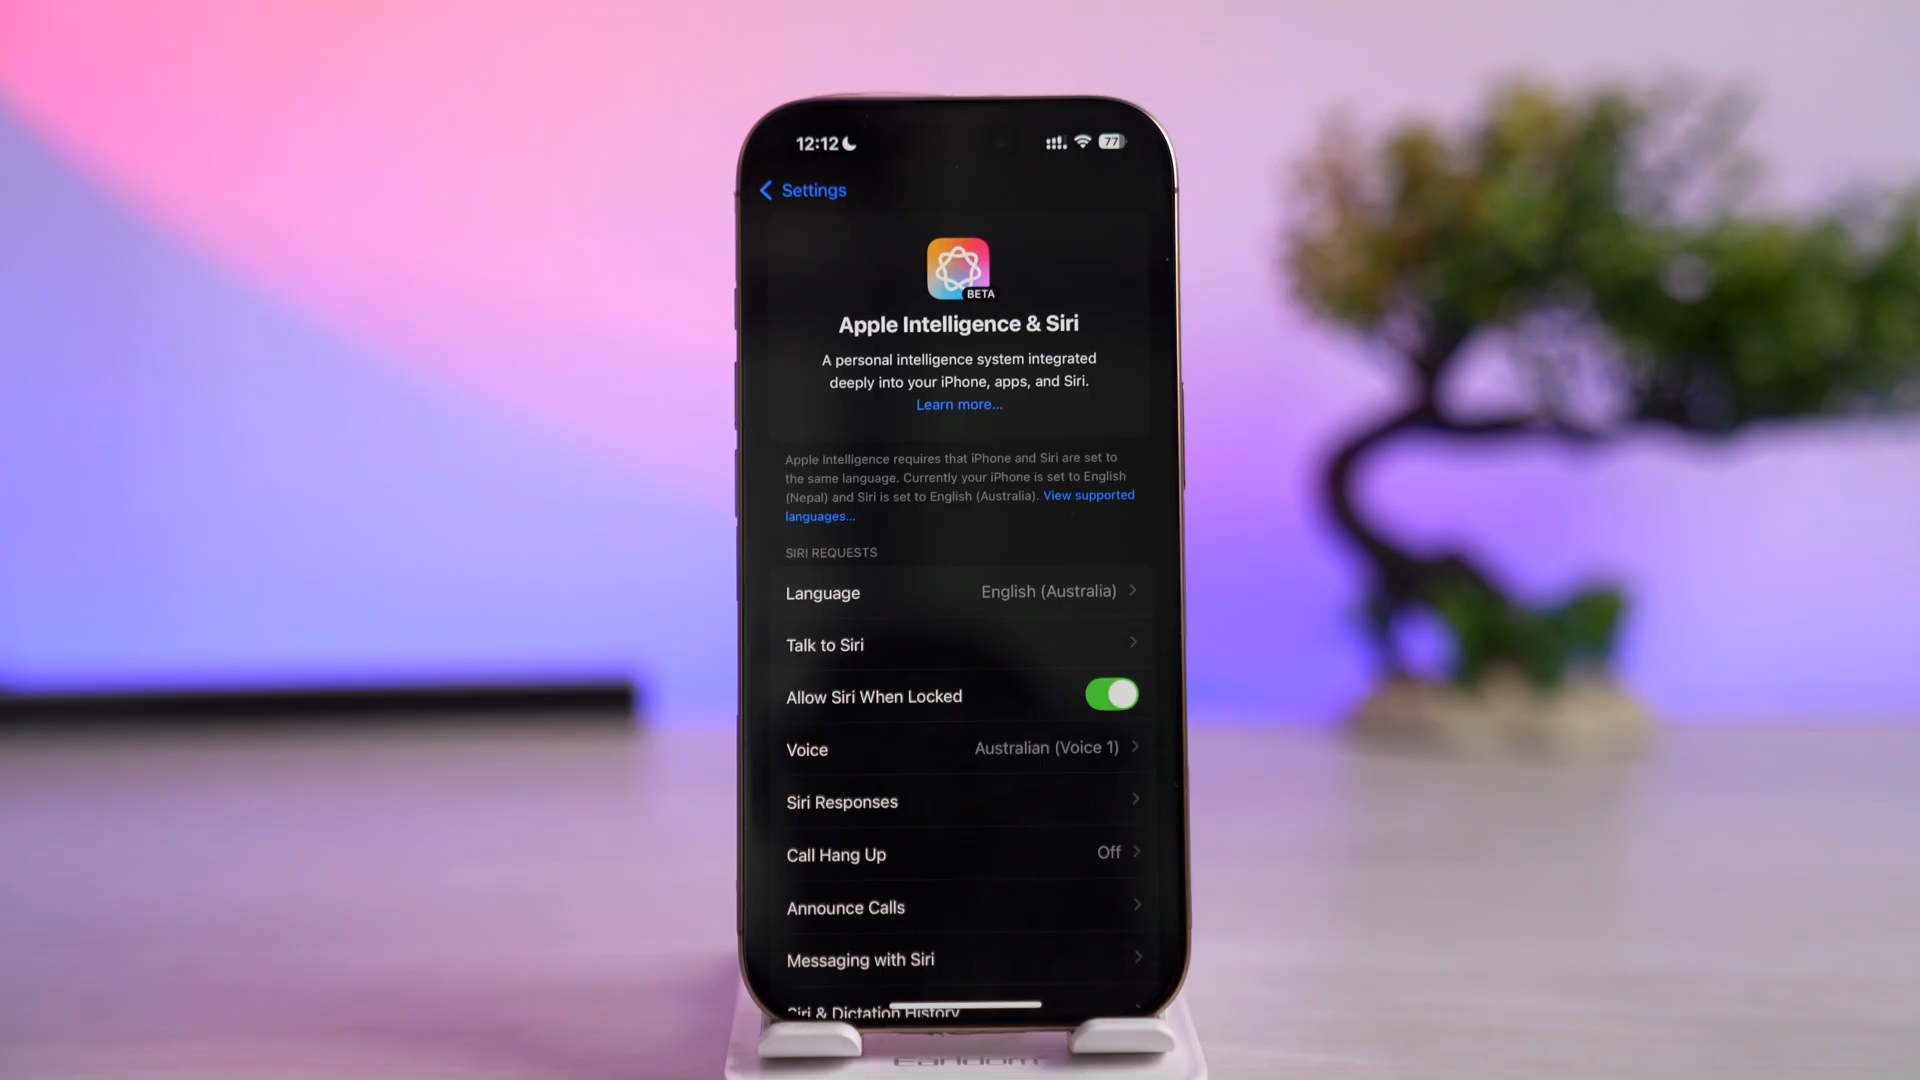 12:12
77
Settings
BETA
Apple Intelligence & Siri
A personal intelligence system integrated
deeply into your iPhone, apps, and Siri.
Learn more...
Apple Intelligence requires that iPhone and Siri are set to
the same language. Currently your iPhone is set to English
(Nepal) and Siri is set to English (Australia). View supported
languages...
SIRI REQUESTS
Language English (Australia)
Talk to Siri
Allow Siri When Locked
Voice Australian (Voice 1)
Siri Responses
Call Hang Up Off
Announce Calls
Messaging with Siri
Siri & Dictation History
Earldom